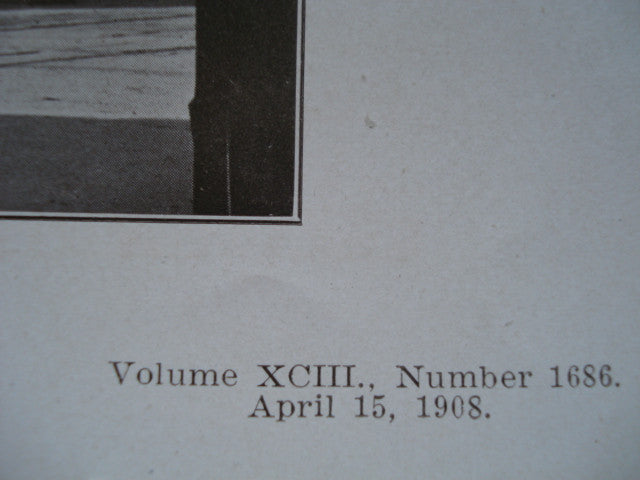 Volume XCIII., Number 1686.
April 15, 1908.